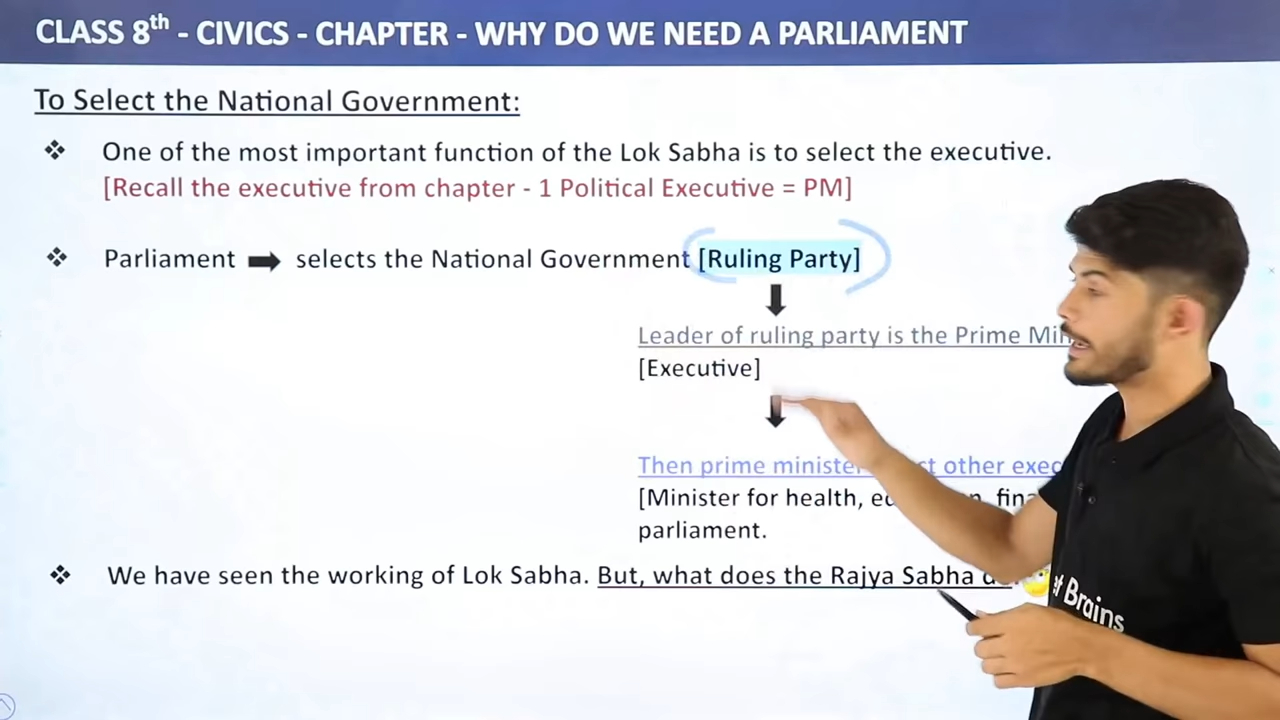 CLASS 8th - CIVICS - CHAPTER - WHY DO WE NEED A PARLIAMENT
To Select the National Government:
❖ One of the most important function of the Lok Sabha is to select the executive.
[Recall the executive from chapter - 1 Political Executive = PM]
❖ Parliament ➡ selects the National Government [Ruling Party]
Leader of ruling party is the Prime
[Executive]
Then prime minister other
[Minister for health,
parliament.
❖ We have seen the working of Lok Sabha. But, what does the Rajya Sabha
Brains